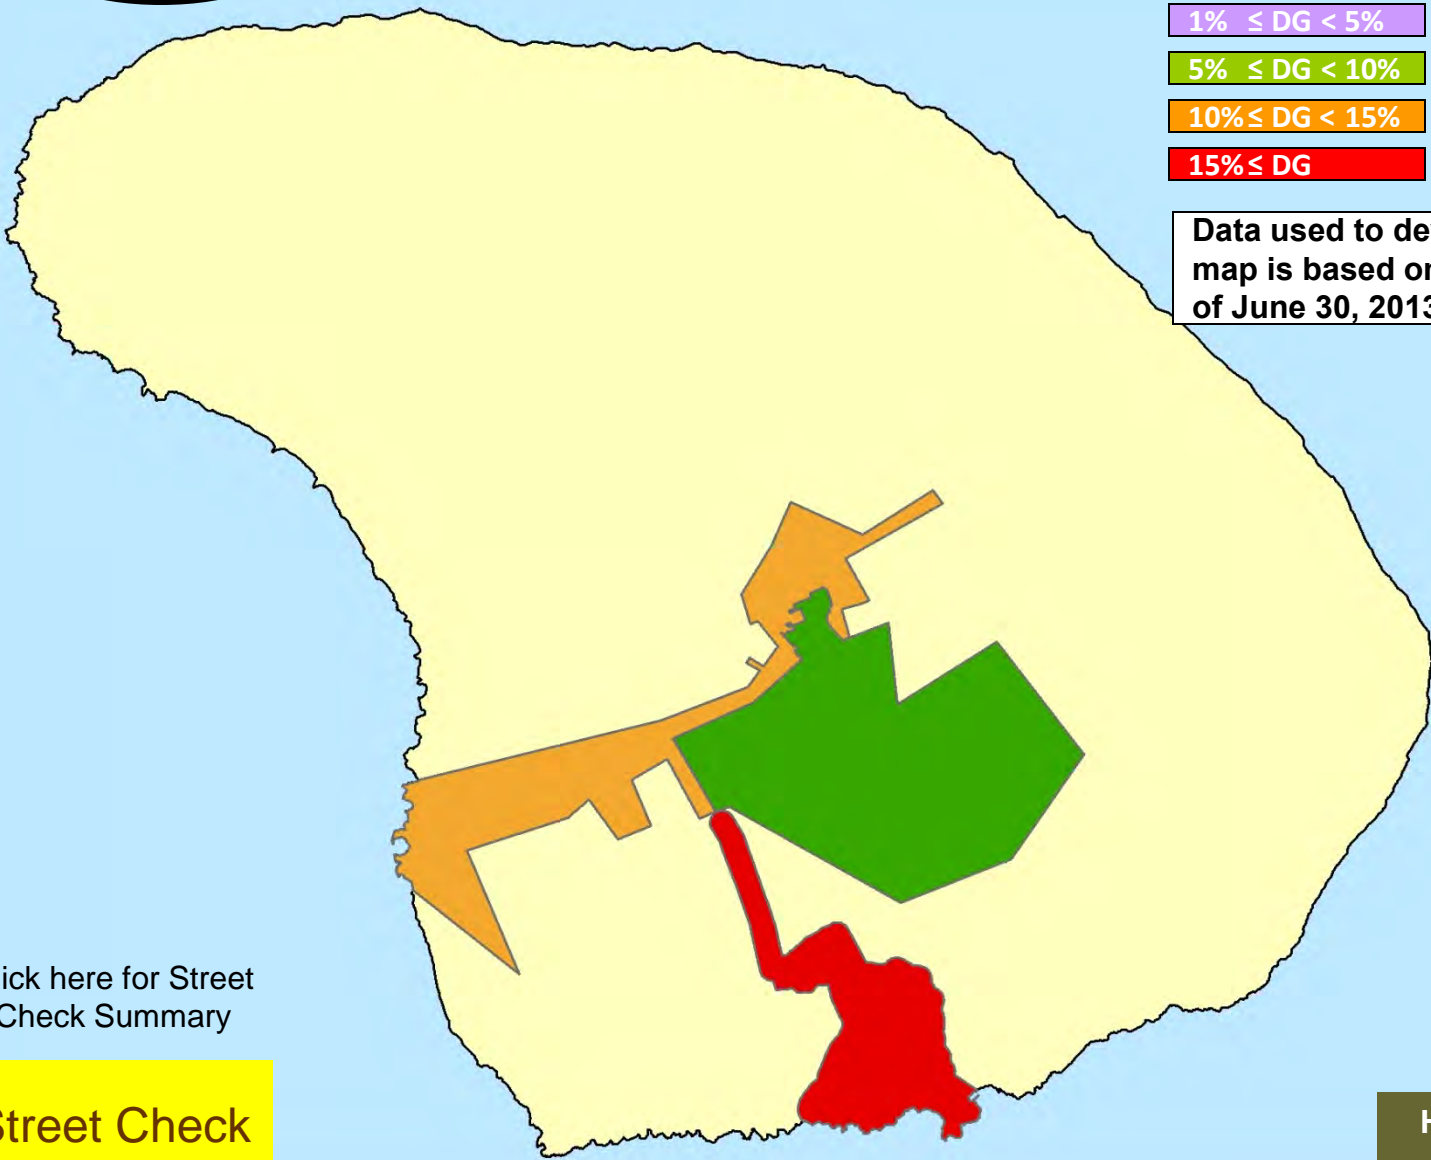 1% ≤ DG < 5%
5% ≤ DG < 10%
10% ≤ DG < 15%
15% ≤ DG
Data used to de
map is based o
of June 30, 2013
ick here for Street
Check Summary
Street Check
H